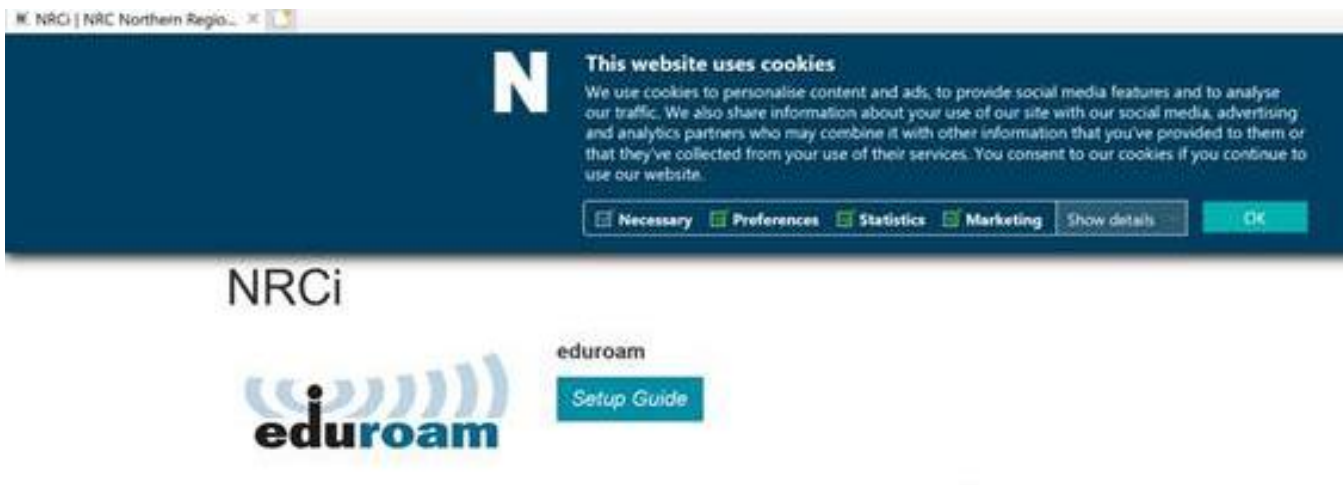 NRCi | NRC Northern Regio...
N
This website uses cookies
We use cookies to personalise content and ads, to provide social media features and to analyse
our traffic. We also share information about your use of our site with our social media, advertising
and analytics partners who may combine it with other information that you've provided to them or
that they've collected from your use of their services. You consent to our cookies if you continue to
use our website.
Necessary Preferences Statistics Marketing Show details OK
NRCi
eduroam
Setup Guide
eduroam